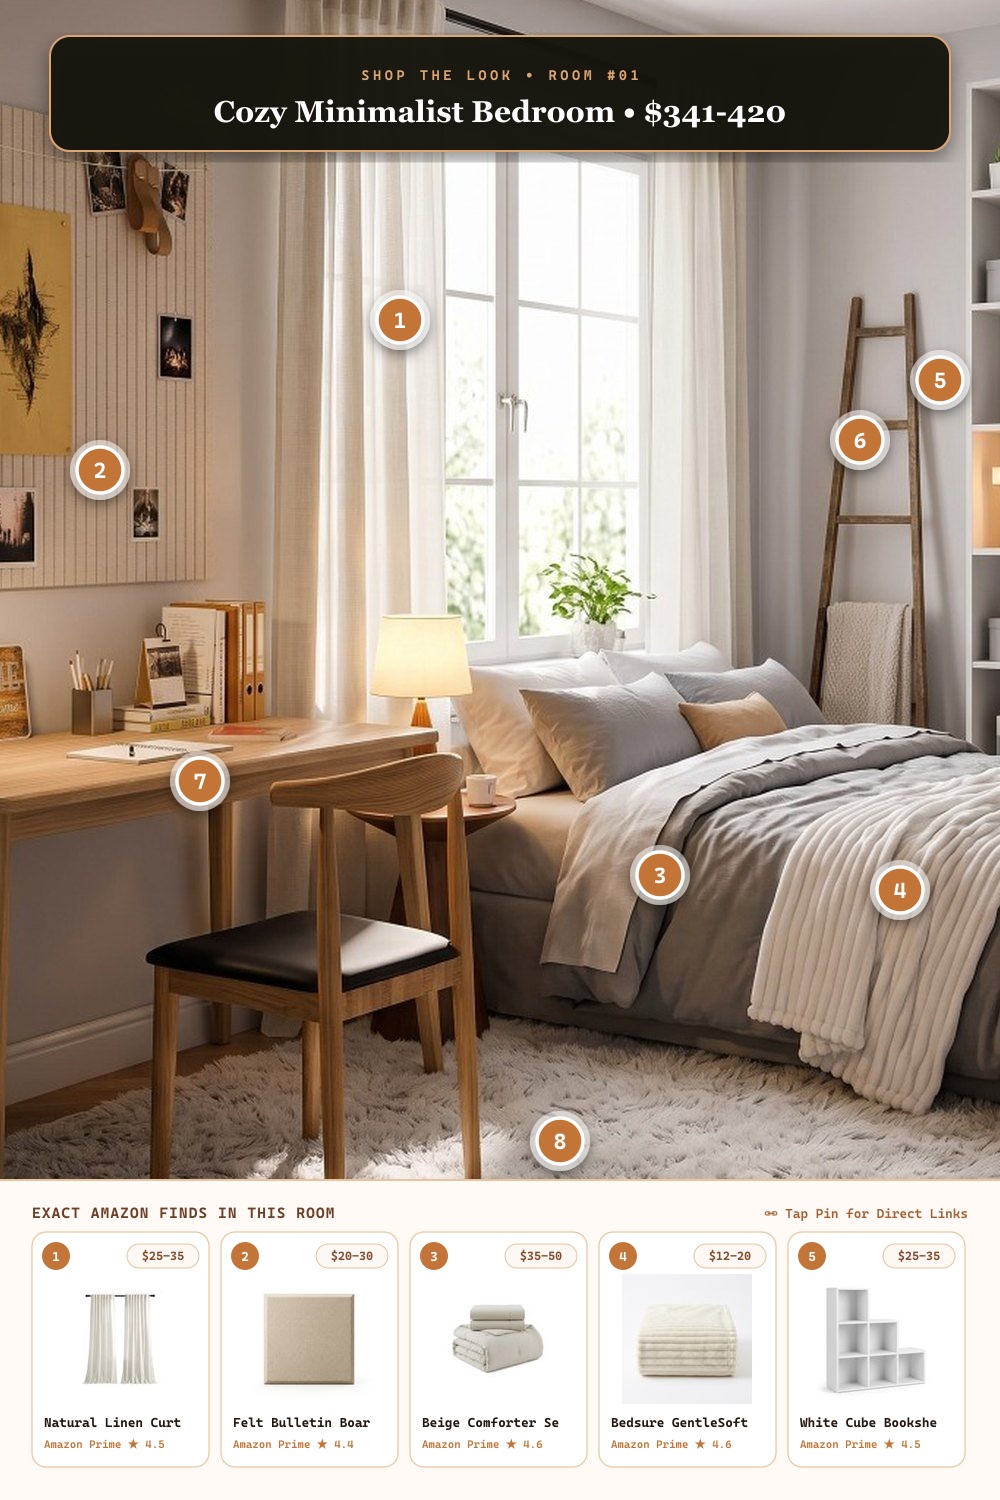 SHOP THE LOOK • ROOM #01
Cozy Minimalist Bedroom • $341-420
1
5
6
2
7
3
4
8
EXACT AMAZON FINDS IN THIS ROOM
Tap Pin for Direct Links
1 $25–35
Natural Linen Curt
Amazon Prime ★ 4.5
2 $20–30
Felt Bulletin Boar
Amazon Prime ★ 4.4
3 $35–50
Beige Comforter Se
Amazon Prime ★ 4.6
4 $12–20
Bedsure GentleSoft
Amazon Prime ★ 4.6
5 $25–35
White Cube Bookshe
Amazon Prime ★ 4.5